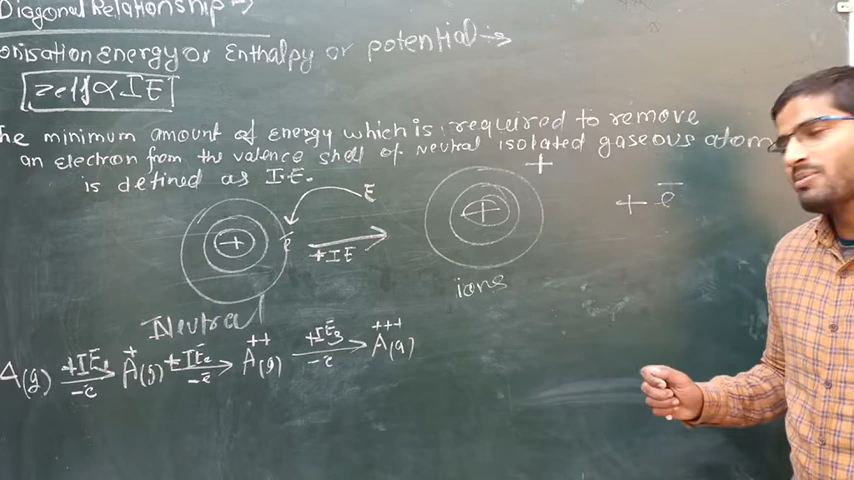 Diagonal Relationship →
onisation Energy or Enthalpy or potential →
Zeff ∝ IE
he minimum amount of energy which is required to remove
an electron from the valence shell of Neutral isolated gaseous atom
is defined as I.E.
E
+
+ ē
+ ē
+IE
+
ions
Neutral
A(g) +IE₁ → A⁺(g) +IE₂ → A⁺⁺(g) +IE₃ → A⁺⁺⁺(g)
-ē -ē -ē